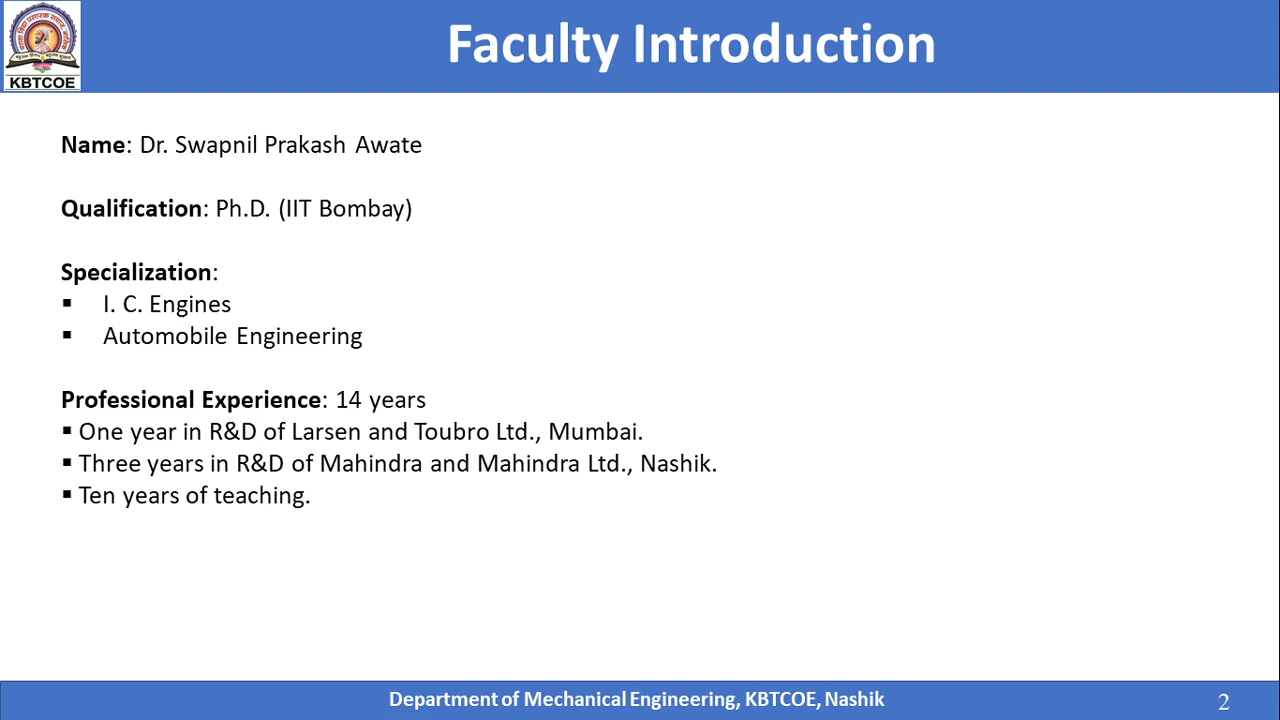 Faculty Introduction
KBTCOE
Name: Dr. Swapnil Prakash Awate
Qualification: Ph.D. (IIT Bombay)
Specialization:
▪ I. C. Engines
▪ Automobile Engineering
Professional Experience: 14 years
▪ One year in R&D of Larsen and Toubro Ltd., Mumbai.
▪ Three years in R&D of Mahindra and Mahindra Ltd., Nashik.
▪ Ten years of teaching.
Department of Mechanical Engineering, KBTCOE, Nashik
2